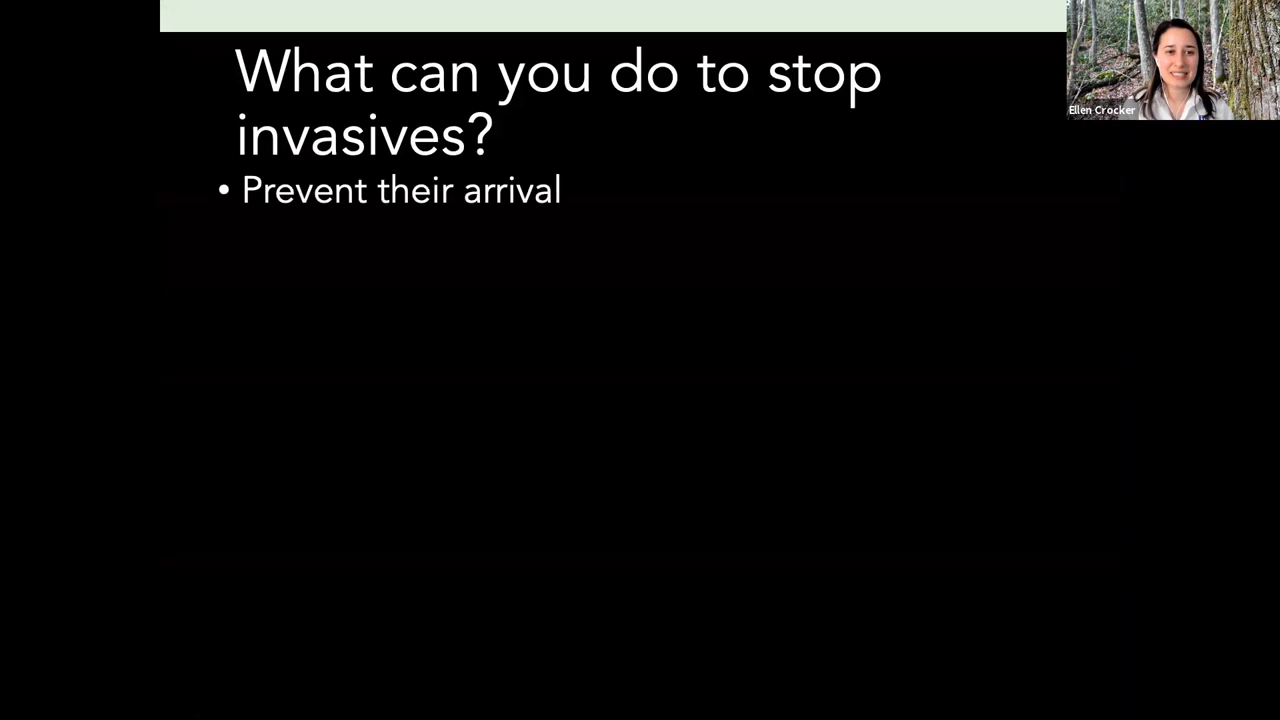 What can you do to stop
invasives?
• Prevent their arrival
Ellen Crocker